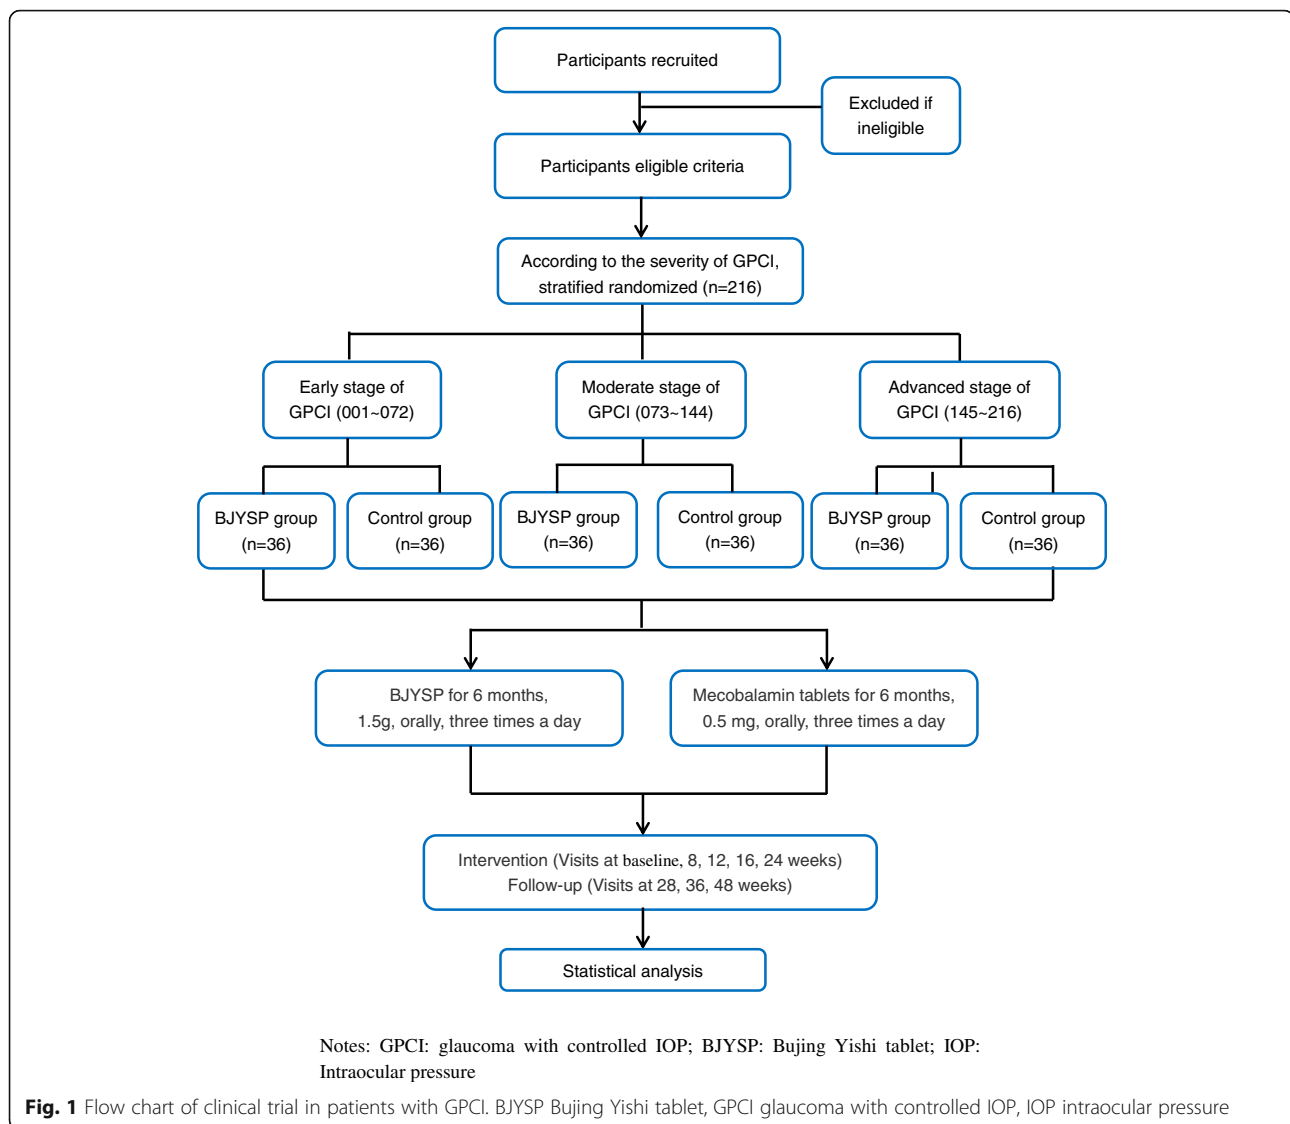 Participants recruited
Excluded if
ineligible
Participants eligible criteria
According to the severity of GPCI,
stratified randomized (n=216)
Early stage of
GPCI (001~072)
Moderate stage of
GPCI (073~144)
Advanced stage of
GPCI (145~216)
BJYSP group
(n=36)
Control group
(n=36)
BJYSP group
(n=36)
Control group
(n=36)
BJYSP group
(n=36)
Control group
(n=36)
BJYSP for 6 months,
1.5g, orally, three times a day
Mecobalamin tablets for 6 months,
0.5 mg, orally, three times a day
Intervention (Visits at baseline, 8, 12, 16, 24 weeks)
Follow-up (Visits at 28, 36, 48 weeks)
Statistical analysis
Notes: GPCI: glaucoma with controlled IOP; BJYSP: Bujing Yishi tablet; IOP:
Intraocular pressure
Fig. 1 Flow chart of clinical trial in patients with GPCI. BJYSP Bujing Yishi tablet, GPCI glaucoma with controlled IOP, IOP intraocular pressure